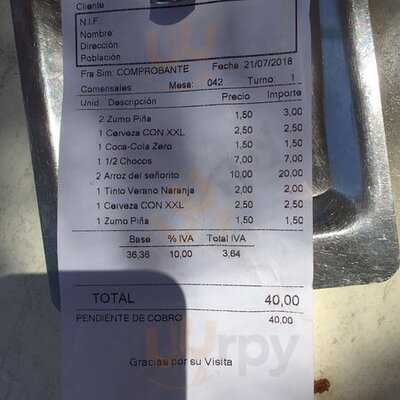 Cliente
N.I.F.
Nombre
Dirección
Población
Fra Sim: COMPROBANTE Fecha 21/07/2018
Comensales Mesa: 042 Turno: 1
Unid. Descripción Precio Importe
2 Zumo Piña 1,50 3,00
1 Cerveza CON XXL 2,50 2,50
1 Coca-Cola Zero 1,50 1,50
1 1/2 Chocos 7,00 7,00
2 Arroz del señorito 10,00 20,00
1 Tinto Verano Naranja 2,00 2,00
1 Cerveza CON XXL 2,50 2,50
1 Zumo Piña 1,50 1,50
Base % IVA Total IVA
36,36 10,00 3,64
TOTAL 40,00
PENDIENTE DE COBRO 40,00
Gracias por su Visita